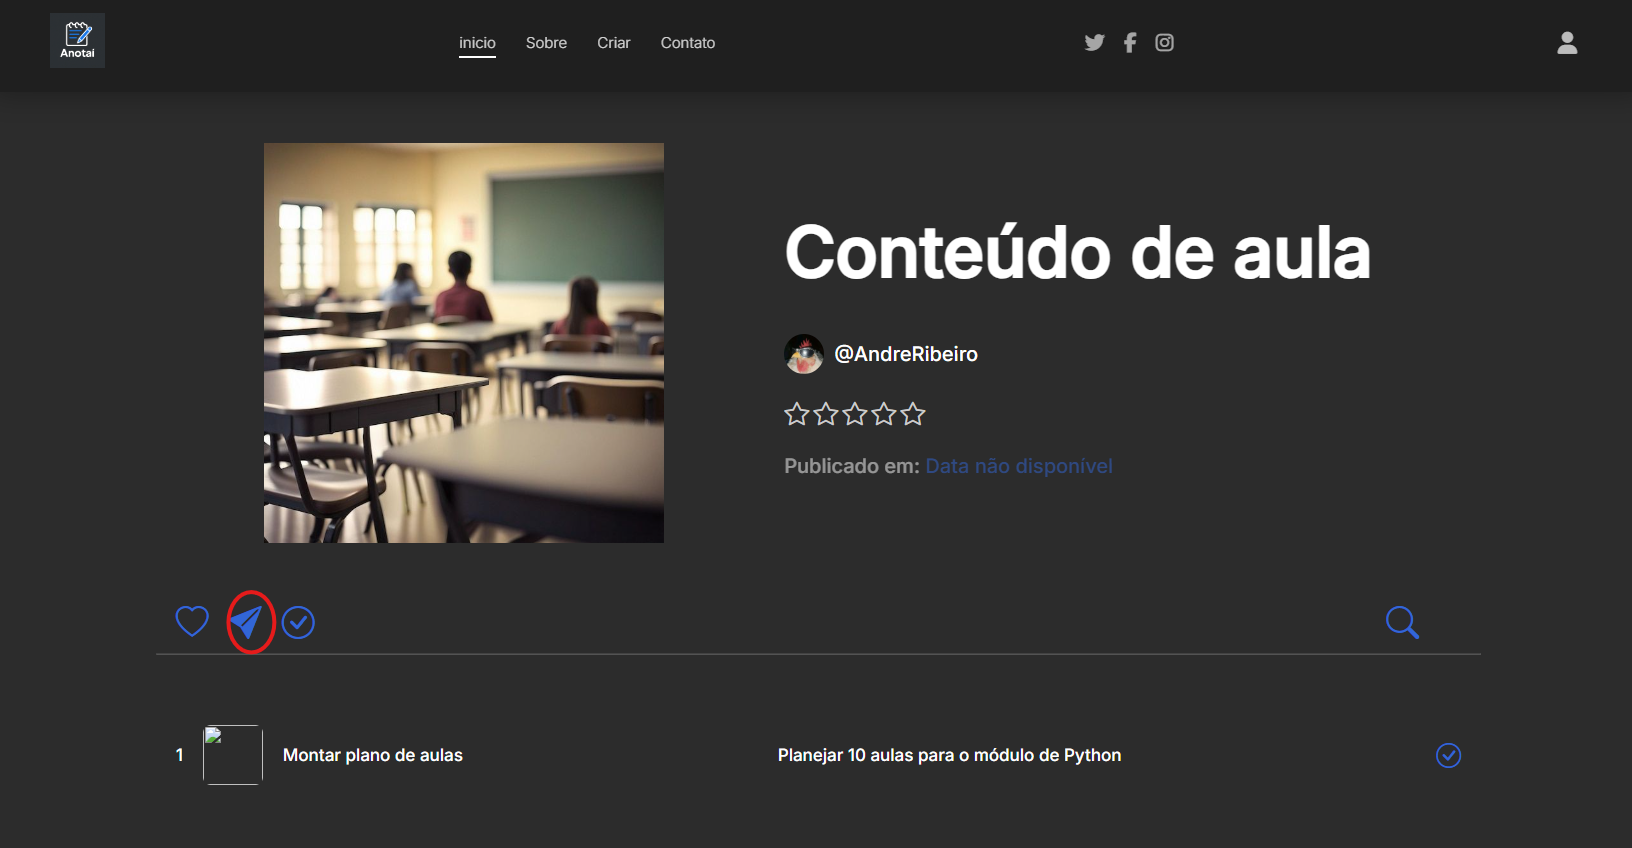 Anotaí
inicio Sobre Criar Contato
Conteúdo de aula
@AndreRibeiro
Publicado em: Data não disponível
1 Montar plano de aulas Planejar 10 aulas para o módulo de Python